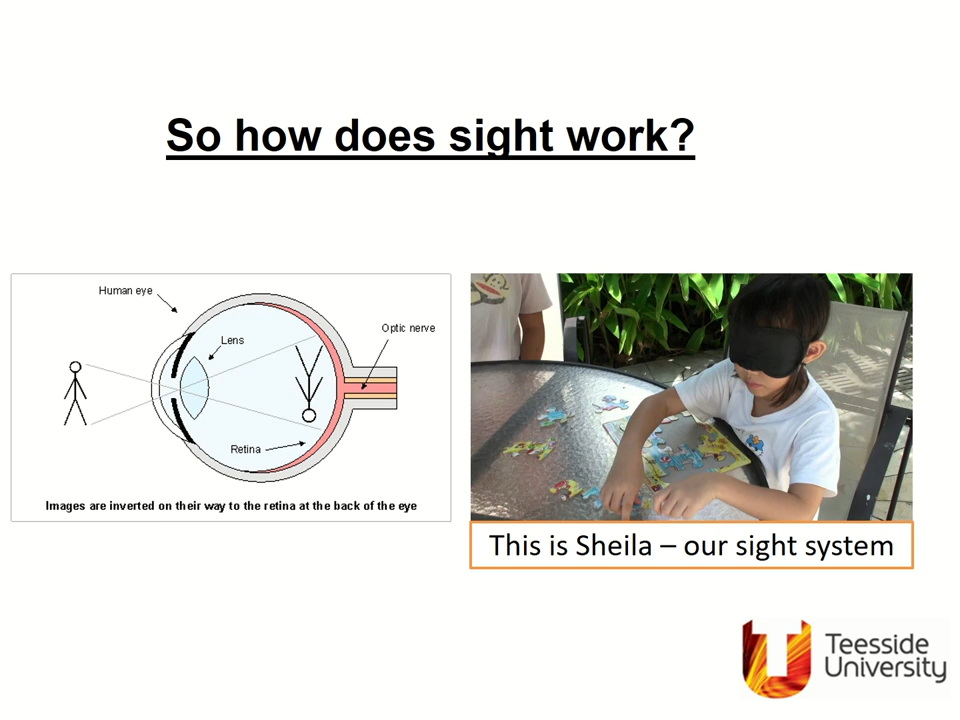 So how does sight work?
Human eye
Lens
Optic nerve
Retina
Images are inverted on their way to the retina at the back of the eye
This is Sheila – our sight system
Teesside
University